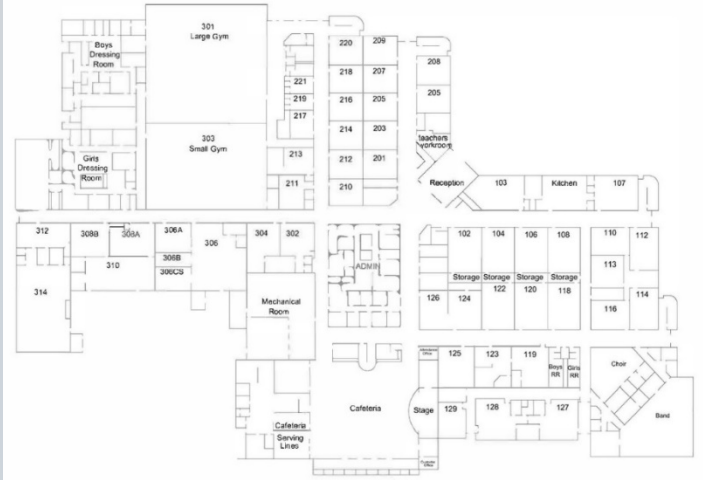 301
Large Gym
220
209
Boys
Dressing
Room
208
218
207
221
219
216
205
205
217
214
203
303
Small Gym
teachers
workroom
213
212
201
Girls
Dressing
Room
211
210
Reception
103
Kitchen
107
312
308B
308A
306A
306
304
302
102
104
106
108
110
112
306B
306CS
310
ADMIN
113
Storage
Storage
Storage
Storage
314
126
124
122
120
118
114
116
Mechanical
Room
125
123
119
Boys
RR
Girls
RR
Choir
Cafeteria
Stage
129
128
127
Band
Cafeteria
Serving
Lines